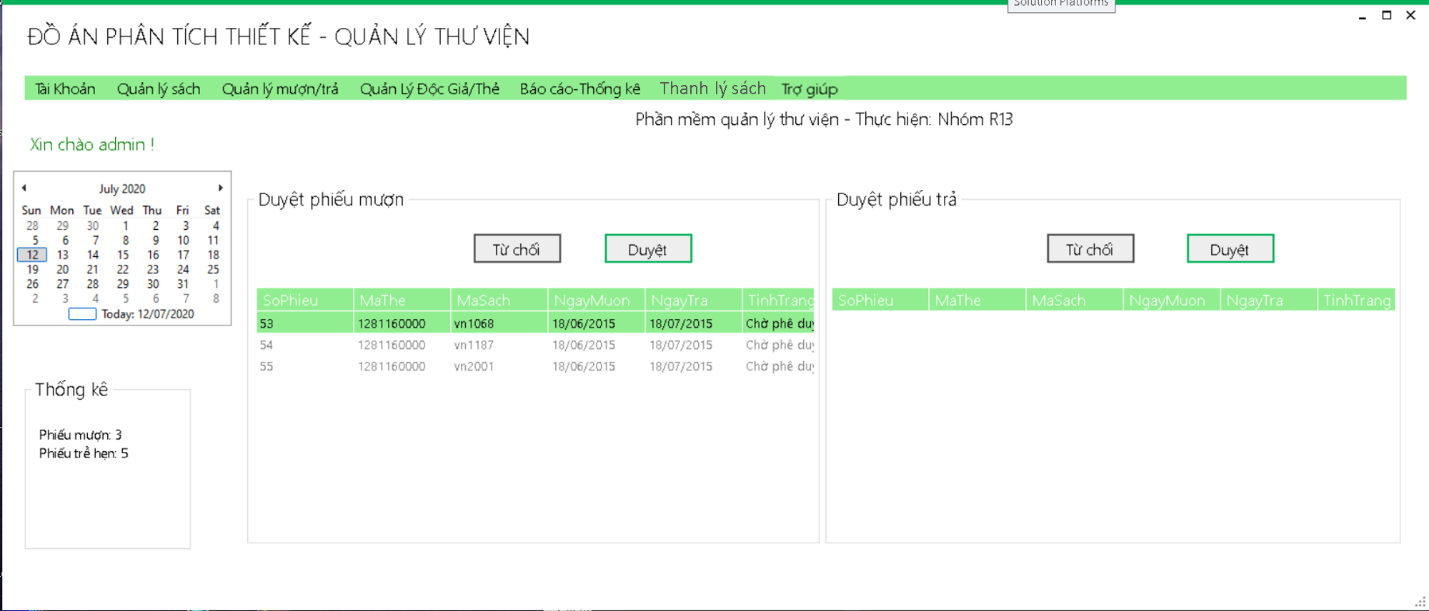 Solution Platforms
ĐỒ ÁN PHÂN TÍCH THIẾT KẾ - QUẢN LÝ THƯ VIỆN
Tài Khoản Quản lý sách Quản lý mượn/trả Quản Lý Độc Giả/Thẻ Báo cáo-Thống kê Thanh lý sách Trợ giúp
Phần mềm quản lý thư viện - Thực hiện: Nhóm R13
Xin chào admin !
July 2020
Sun Mon Tue Wed Thu Fri Sat
28 29 30 1 2 3 4
5 6 7 8 9 10 11
12 13 14 15 16 17 18
19 20 21 22 23 24 25
26 27 28 29 30 31 1
2 3 4 5 6 7 8
Today: 12/07/2020
Thống kê
Phiếu mượn: 3
Phiếu trễ hẹn: 5
Duyệt phiếu mượn
Từ chối Duyệt
SoPhieu MaThe MaSach NgayMuon NgayTra TinhTrang
53 1281160000 vn1068 18/06/2015 18/07/2015 Chờ phê duy
54 1281160000 vn1187 18/06/2015 18/07/2015 Chờ phê duy
55 1281160000 vn2001 18/06/2015 18/07/2015 Chờ phê duy
Duyệt phiếu trả
Từ chối Duyệt
SoPhieu MaThe MaSach NgayMuon NgayTra TinhTrang